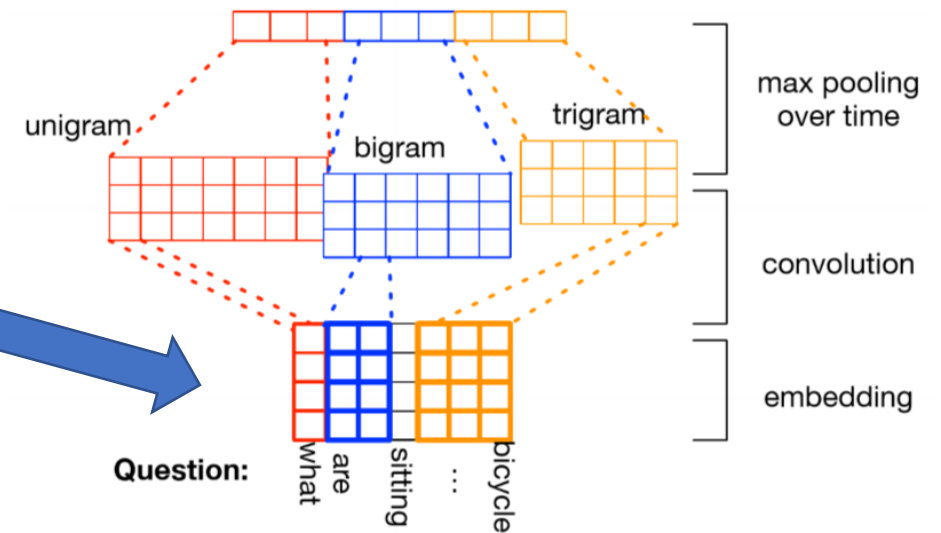 max pooling
over time
unigram
bigram
trigram
convolution
embedding
Question:
what
are
sitting
...
bicycle